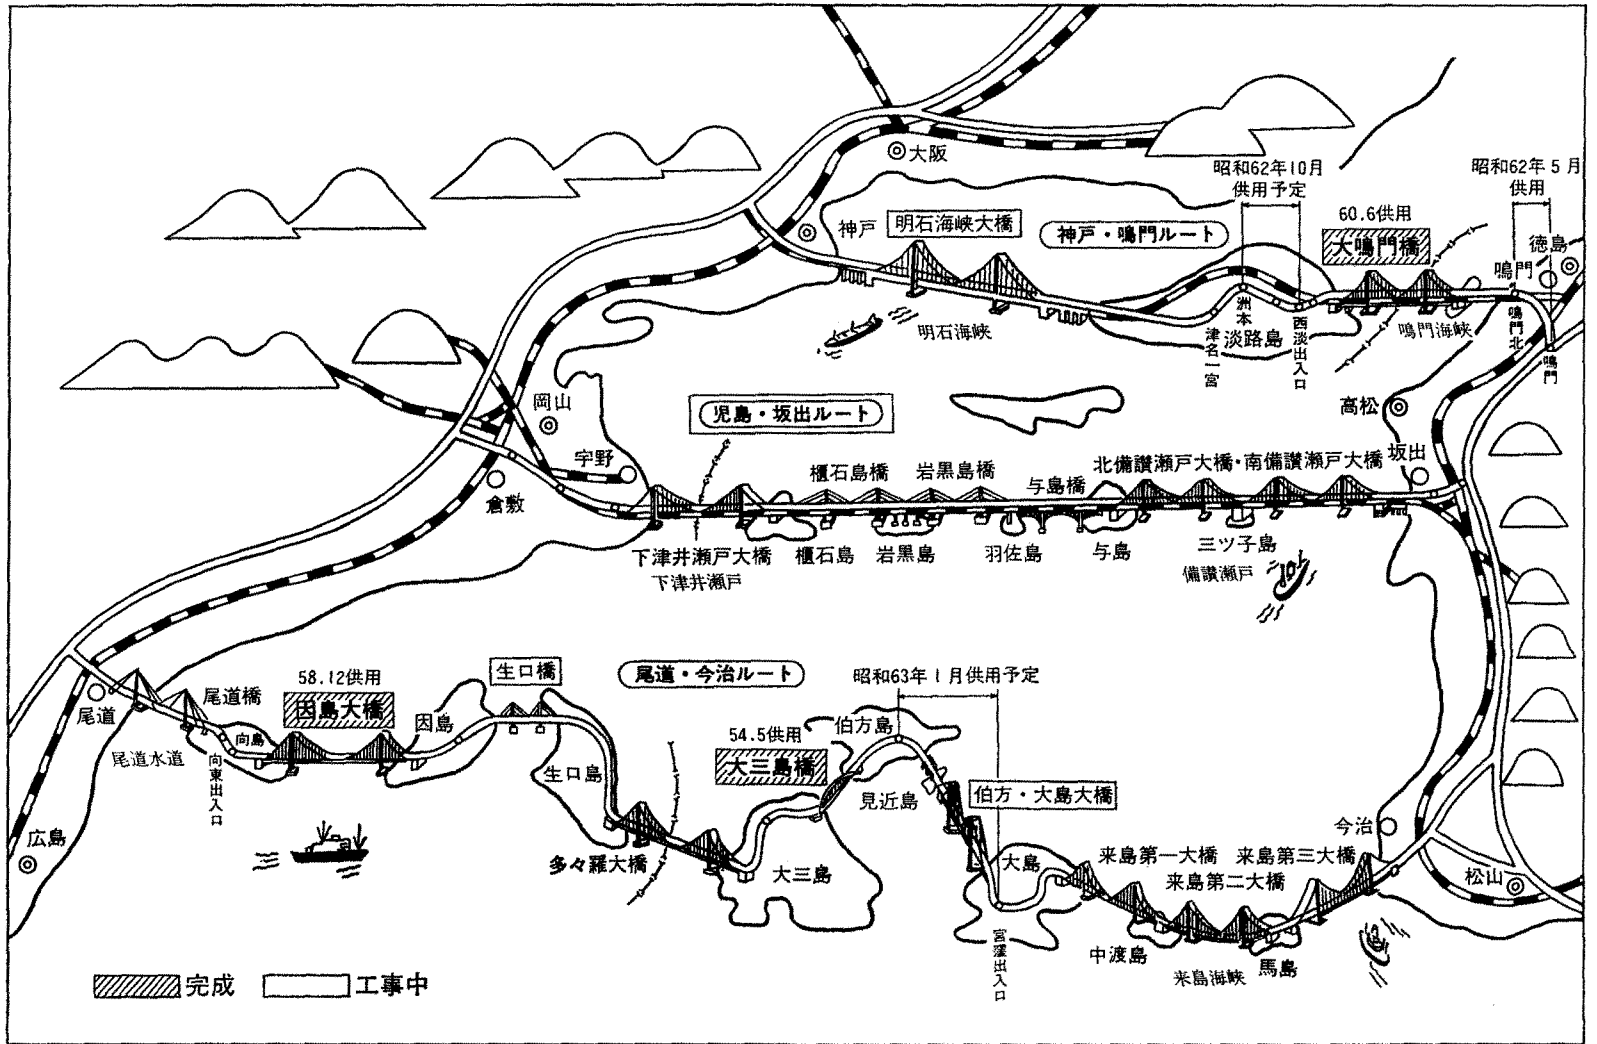 大阪
昭和62年10月
供用予定
昭和62年5月
供用
神戸
明石海峡大橋
神戸・鳴門ルート
60.6供用
大鳴門橋
徳島
鳴門
明石海峡
洲本
津名一宮
淡路島
西淡出入口
鳴門海峡
鳴門北
鳴門
岡山
児島・坂出ルート
高松
宇野
倉敷
櫃石島橋
岩黒島橋
与島橋
北備讃瀬戸大橋・南備讃瀬戸大橋
坂出
下津井瀬戸大橋
下津井瀬戸
櫃石島
岩黒島
羽佐島
与島
三ツ子島
備讃瀬戸
尾道
尾道橋
尾道水道
58.12供用
因島大橋
向島
向東出入口
因島
生口橋
尾道・今治ルート
昭和63年1月供用予定
生口島
54.5供用
大三島橋
伯方島
見近島
伯方・大島大橋
広島
多々羅大橋
大三島
大島
来島第一大橋
来島第二大橋
来島第三大橋
今治
松山
宮窪出入口
中渡島
来島海峡
馬島
完成
工事中